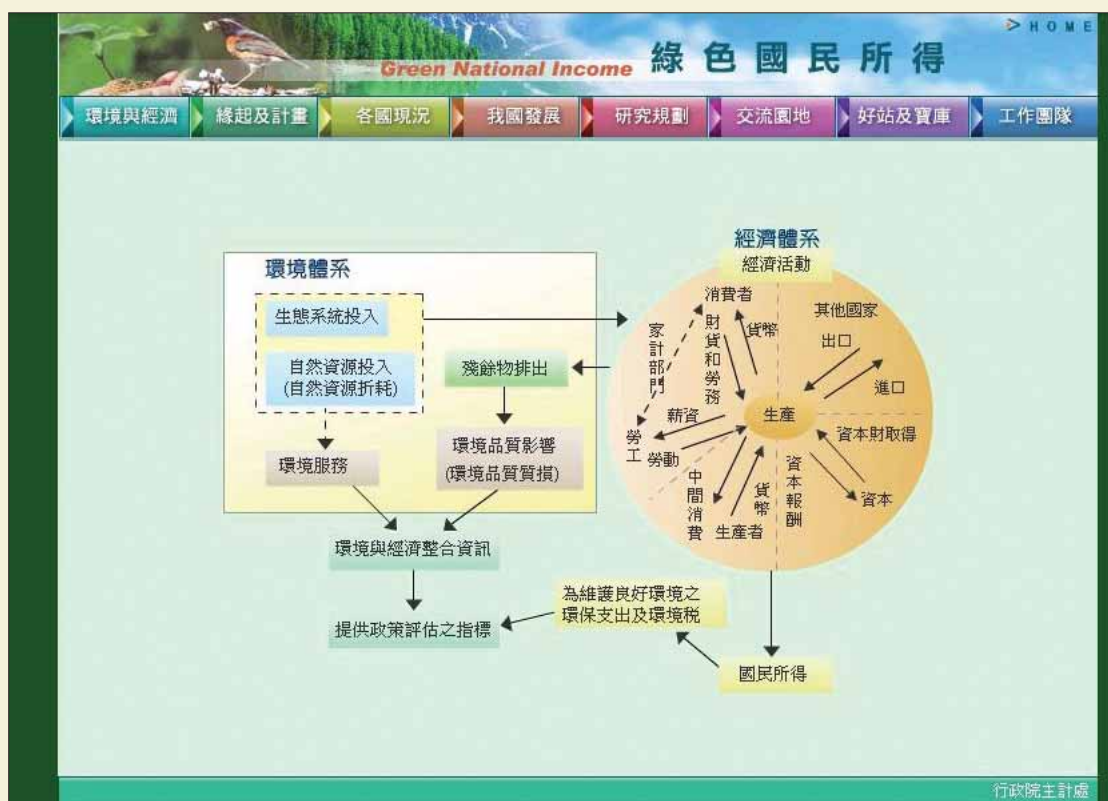 HOME
Green National Income 綠色國民所得
環境與經濟
緣起及計畫
各國現況
我國發展
研究規劃
交流園地
好站及寶庫
工作團隊
環境體系
生態系統投入
自然資源投入
(自然資源折耗)
環境服務
殘餘物排出
環境品質影響
(環境品質質損)
經濟體系
經濟活動
消費者
家計部門
財貨和勞務
貨幣
其他國家
出口
進口
生產
薪資
勞工
勞動
資本財取得
資本
資本報酬
中間消費
貨幣
生產者
環境與經濟整合資訊
提供政策評估之指標
為維護良好環境之
環保支出及環境稅
國民所得
行政院主計處